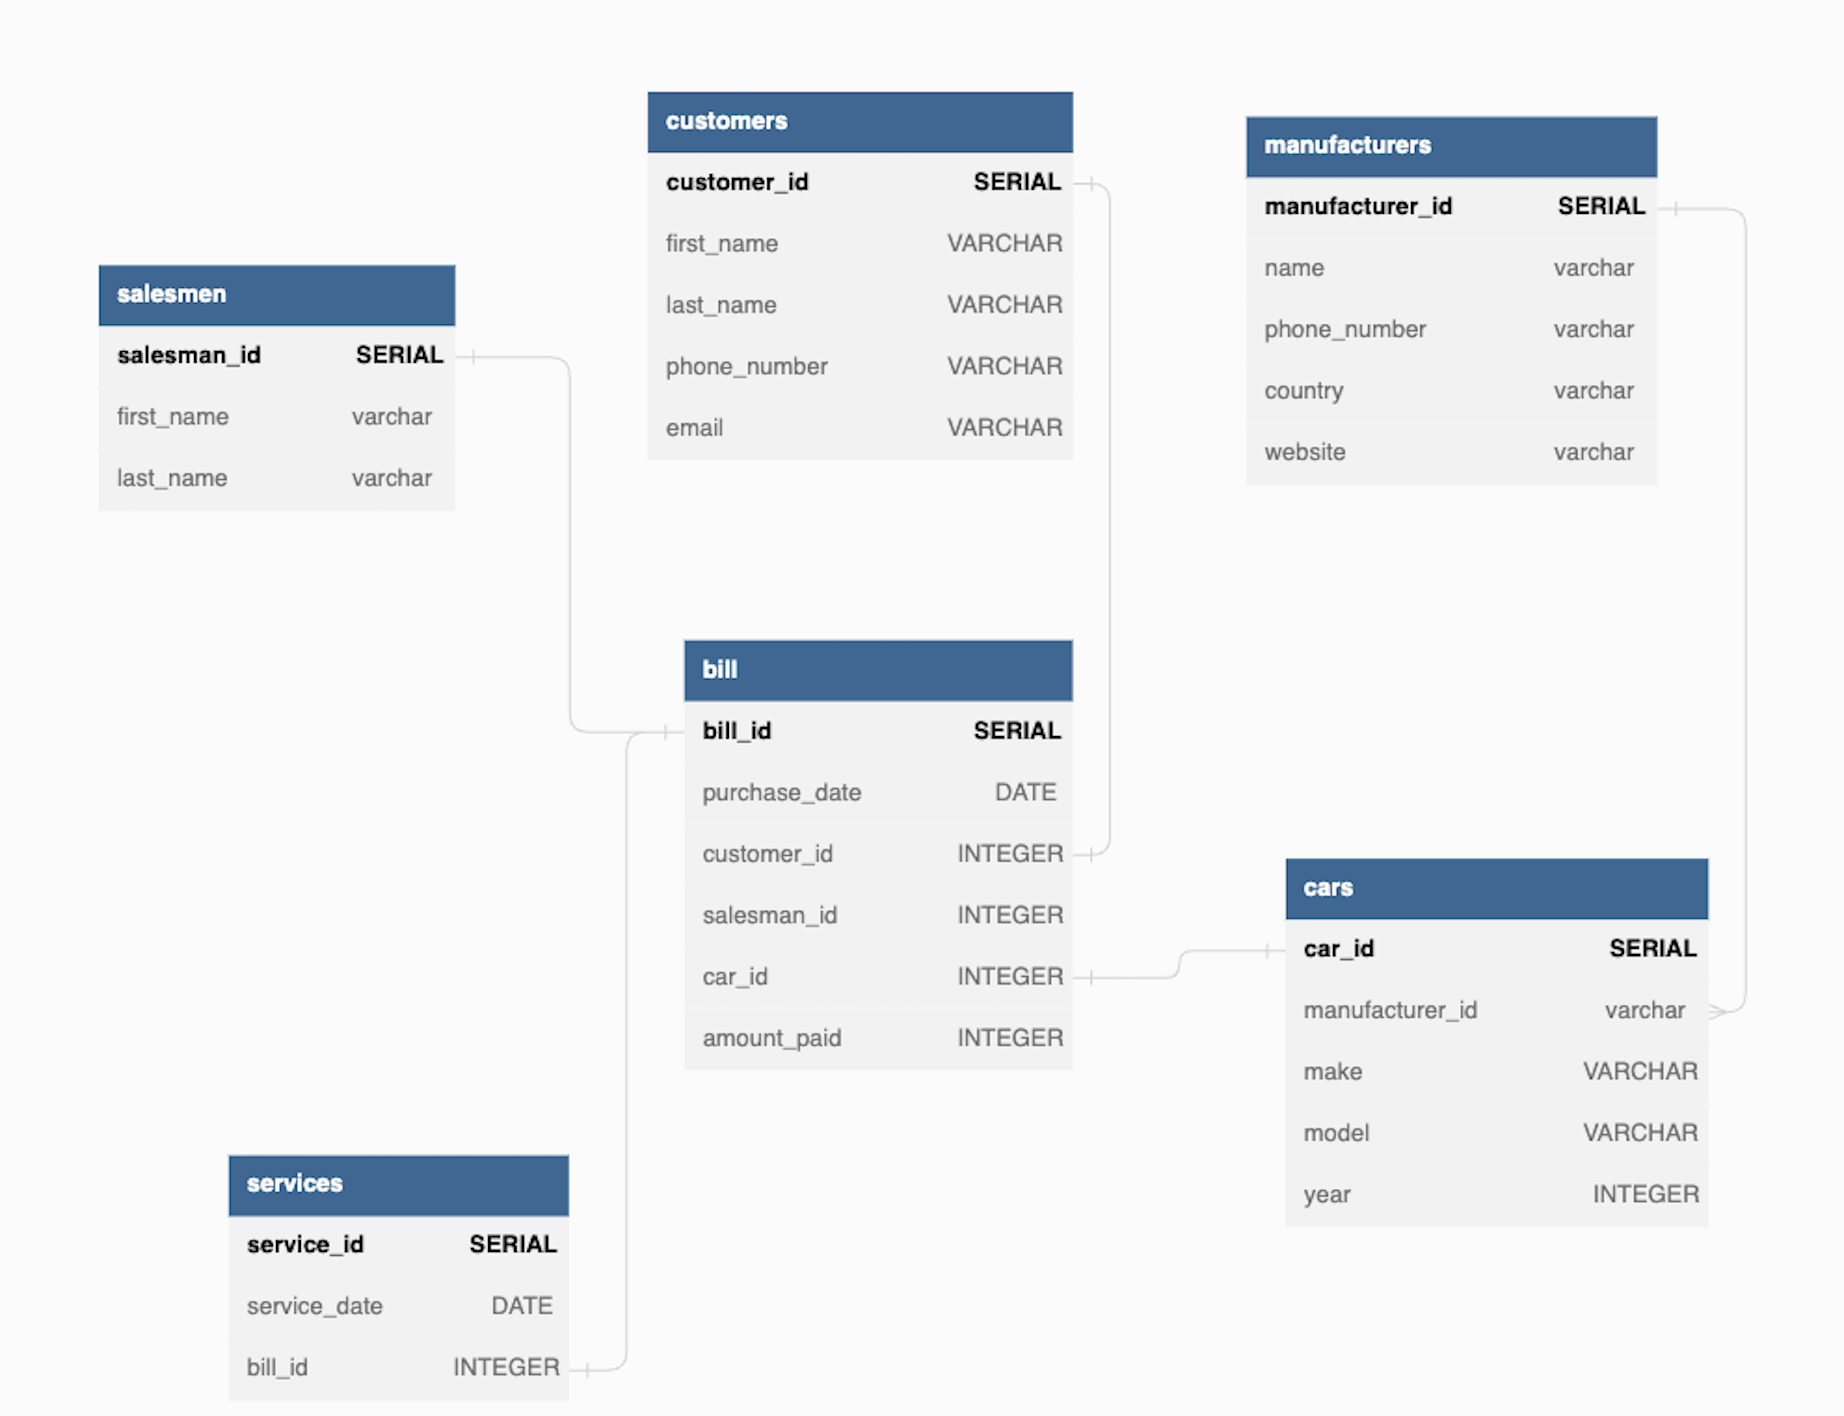 customers
customer_id SERIAL
first_name VARCHAR
last_name VARCHAR
phone_number VARCHAR
email VARCHAR
manufacturers
manufacturer_id SERIAL
name varchar
phone_number varchar
country varchar
website varchar
salesmen
salesman_id SERIAL
first_name varchar
last_name varchar
bill
bill_id SERIAL
purchase_date DATE
customer_id INTEGER
salesman_id INTEGER
car_id INTEGER
amount_paid INTEGER
cars
car_id SERIAL
manufacturer_id varchar
make VARCHAR
model VARCHAR
year INTEGER
services
service_id SERIAL
service_date DATE
bill_id INTEGER